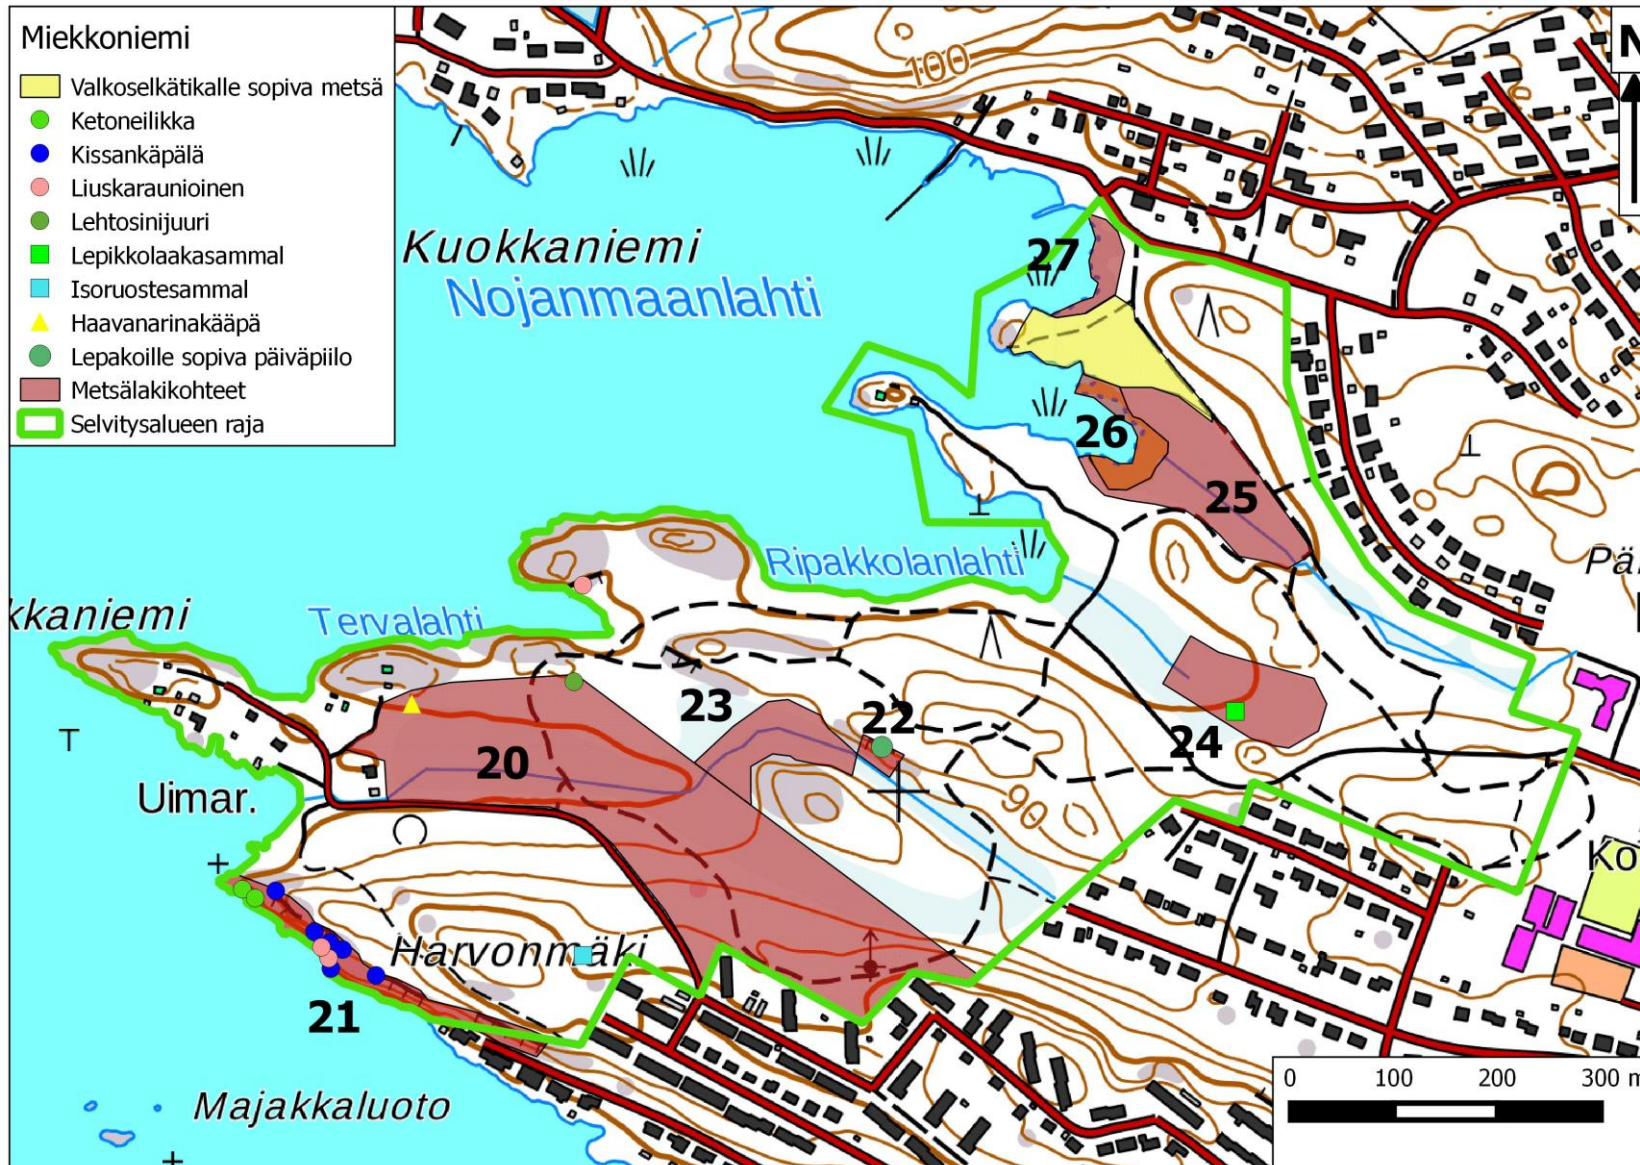 Miekkoniemi
Valkoselkätikalle sopiva metsä
Ketoneilikka
Kissankäpälä
Liuskaraunioinen
Lehtosinijuuri
Lepikkolaakasammal
Isoruostesammal
Haavanarinakääpä
Lepakoille sopiva päiväpiilo
Metsälakikohteet
Selvitysalueen raja
100
N
Kuokkaniemi
Nojanmaanlahti
27
26
25
Ripakkolanlahti
kkaniemi
Tervalahti
23
22
24
20
Uimar.
90
Harvonmäki
21
Majakkaluoto
0 100 200 300 m